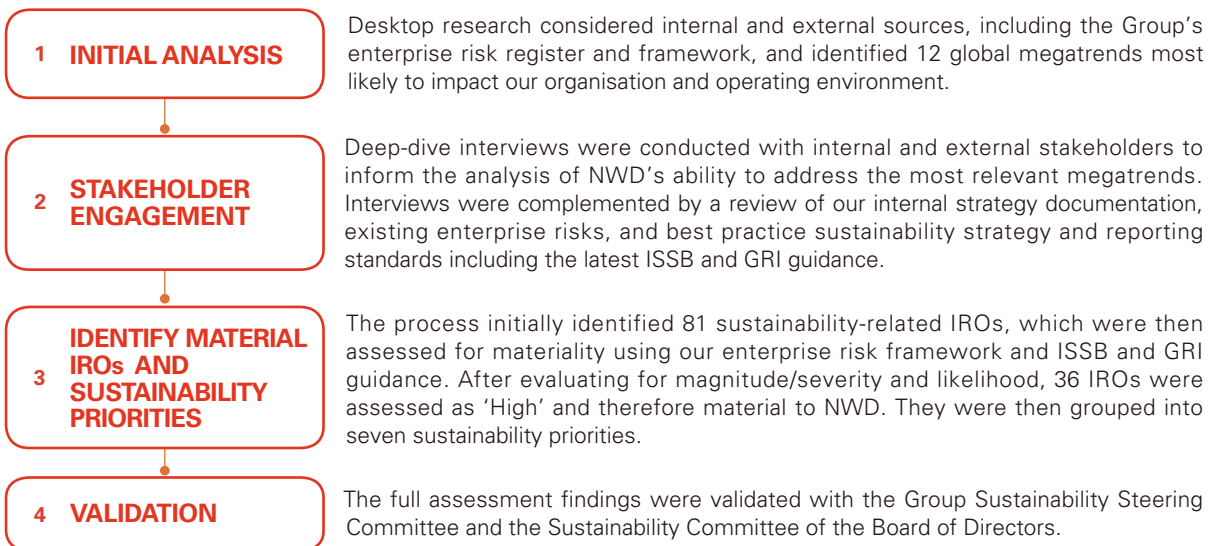 1 INITIAL ANALYSIS
Desktop research considered internal and external sources, including the Group's
enterprise risk register and framework, and identified 12 global megatrends most
likely to impact our organisation and operating environment.
2 STAKEHOLDER
ENGAGEMENT
Deep-dive interviews were conducted with internal and external stakeholders to
inform the analysis of NWD's ability to address the most relevant megatrends.
Interviews were complemented by a review of our internal strategy documentation,
existing enterprise risks, and best practice sustainability strategy and reporting
standards including the latest ISSB and GRI guidance.
3 IDENTIFY MATERIAL
IROs AND
SUSTAINABILITY
PRIORITIES
The process initially identified 81 sustainability-related IROs, which were then
assessed for materiality using our enterprise risk framework and ISSB and GRI
guidance. After evaluating for magnitude/severity and likelihood, 36 IROs were
assessed as 'High' and therefore material to NWD. They were then grouped into
seven sustainability priorities.
4 VALIDATION
The full assessment findings were validated with the Group Sustainability Steering
Committee and the Sustainability Committee of the Board of Directors.